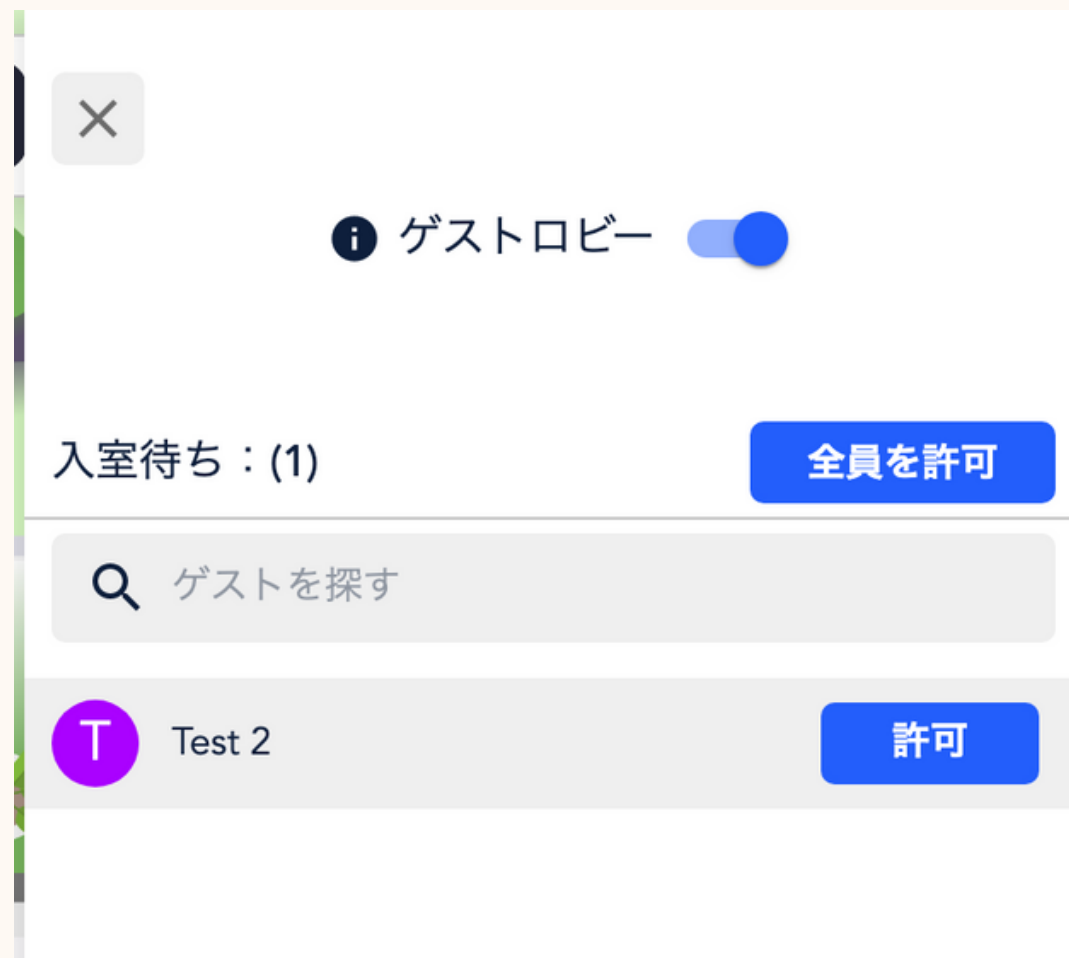 ゲストロビー
入室待ち：(1)
全員を許可
ゲストを探す
T
Test 2
許可